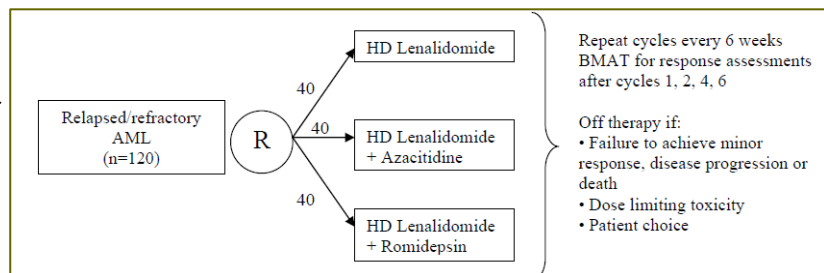 Relapsed/refractory
AML
(n=120)
R
40
40
40
HD Lenalidomide
HD Lenalidomide
+ Azacitidine
HD Lenalidomide
+ Romidepsin
Repeat cycles every 6 weeks
BMAT for response assessments
after cycles 1, 2, 4, 6
Off therapy if:
• Failure to achieve minor
response, disease progression or
death
• Dose limiting toxicity
• Patient choice